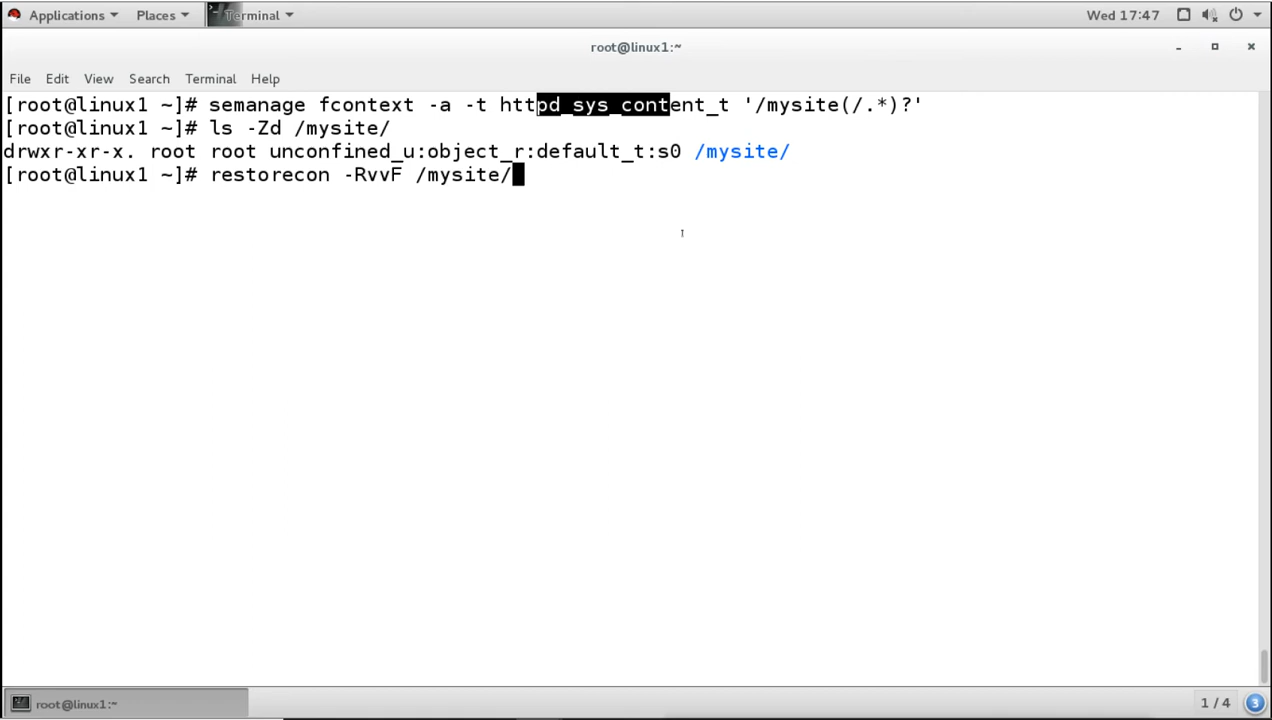 Applications Places Terminal Wed 17:47
root@linux1:~
File Edit View Search Terminal Help
[root@linux1 ~]# semanage fcontext -a -t httpd_sys_content_t '/mysite(/.*)?'
[root@linux1 ~]# ls -Zd /mysite/
drwxr-xr-x. root root unconfined_u:object_r:default_t:s0 /mysite/
[root@linux1 ~]# restorecon -RvvF /mysite/
root@linux1:~ 1 / 4 3